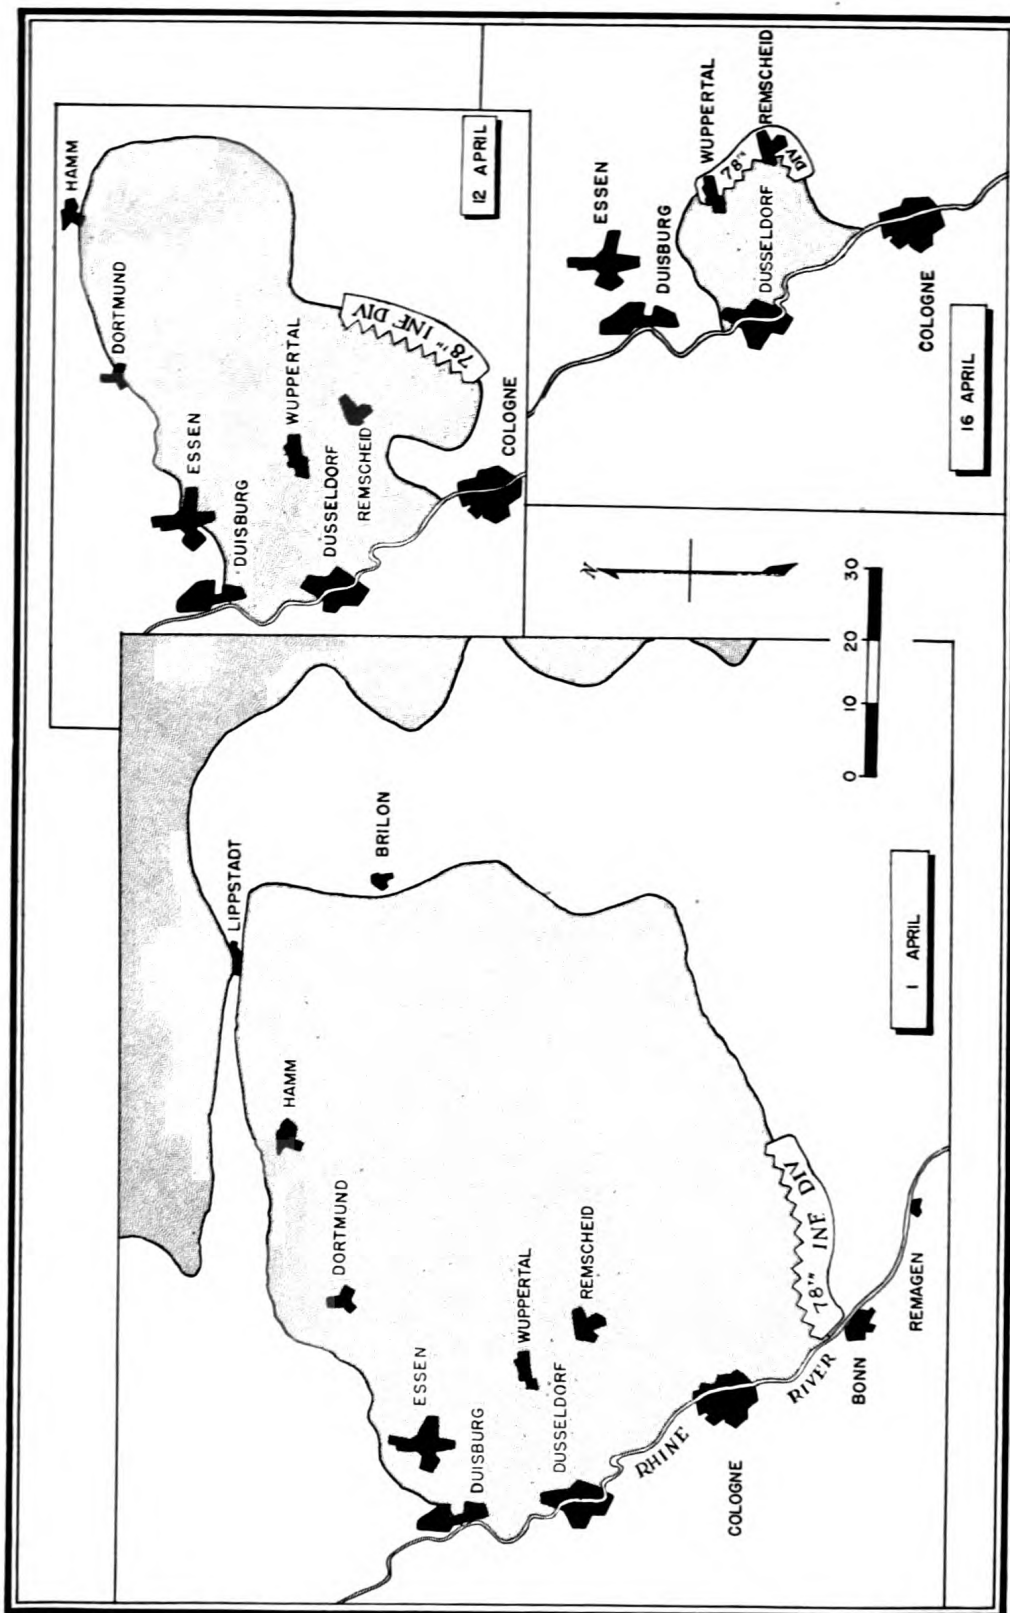 LIPPSTADT
HAMM
BRILON
DORTMUND
ESSEN
DUISBURG
WUPPERTAL
DUSSELDORF
REMSCHEID
RHINE
RIVER
COLOGNE
78TH INF DIV
BONN
REMAGEN
1 APRIL
HAMM
DORTMUND
ESSEN
DUISBURG
WUPPERTAL
DUSSELDORF
REMSCHEID
78TH INF DIV
COLOGNE
12 APRIL
N
0 10 20 30
ESSEN
DUISBURG
WUPPERTAL
REMSCHEID
78TH DIV
DUSSELDORF
COLOGNE
16 APRIL